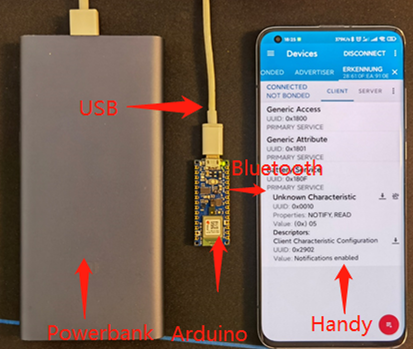 USB
Bluetooth
Powerbank
Arduino
Handy
Devices
DISCONNECT
ONDED
ADVERTISER
ERKENNUNG
CONNECTED
NOT BONDED
CLIENT
SERVER
Generic Access
UUID: 0x1800
PRIMARY SERVICE
Generic Attribute
UUID: 0x1801
PRIMARY SERVICE
UUID: 0x180F
PRIMARY SERVICE
Unknown Characteristic
UUID: 0x0010
Properties: NOTIFY, READ
Value: (0x) 05
Descriptors:
Client Characteristic Configuration
UUID: 0x2902
Value: Notifications enabled